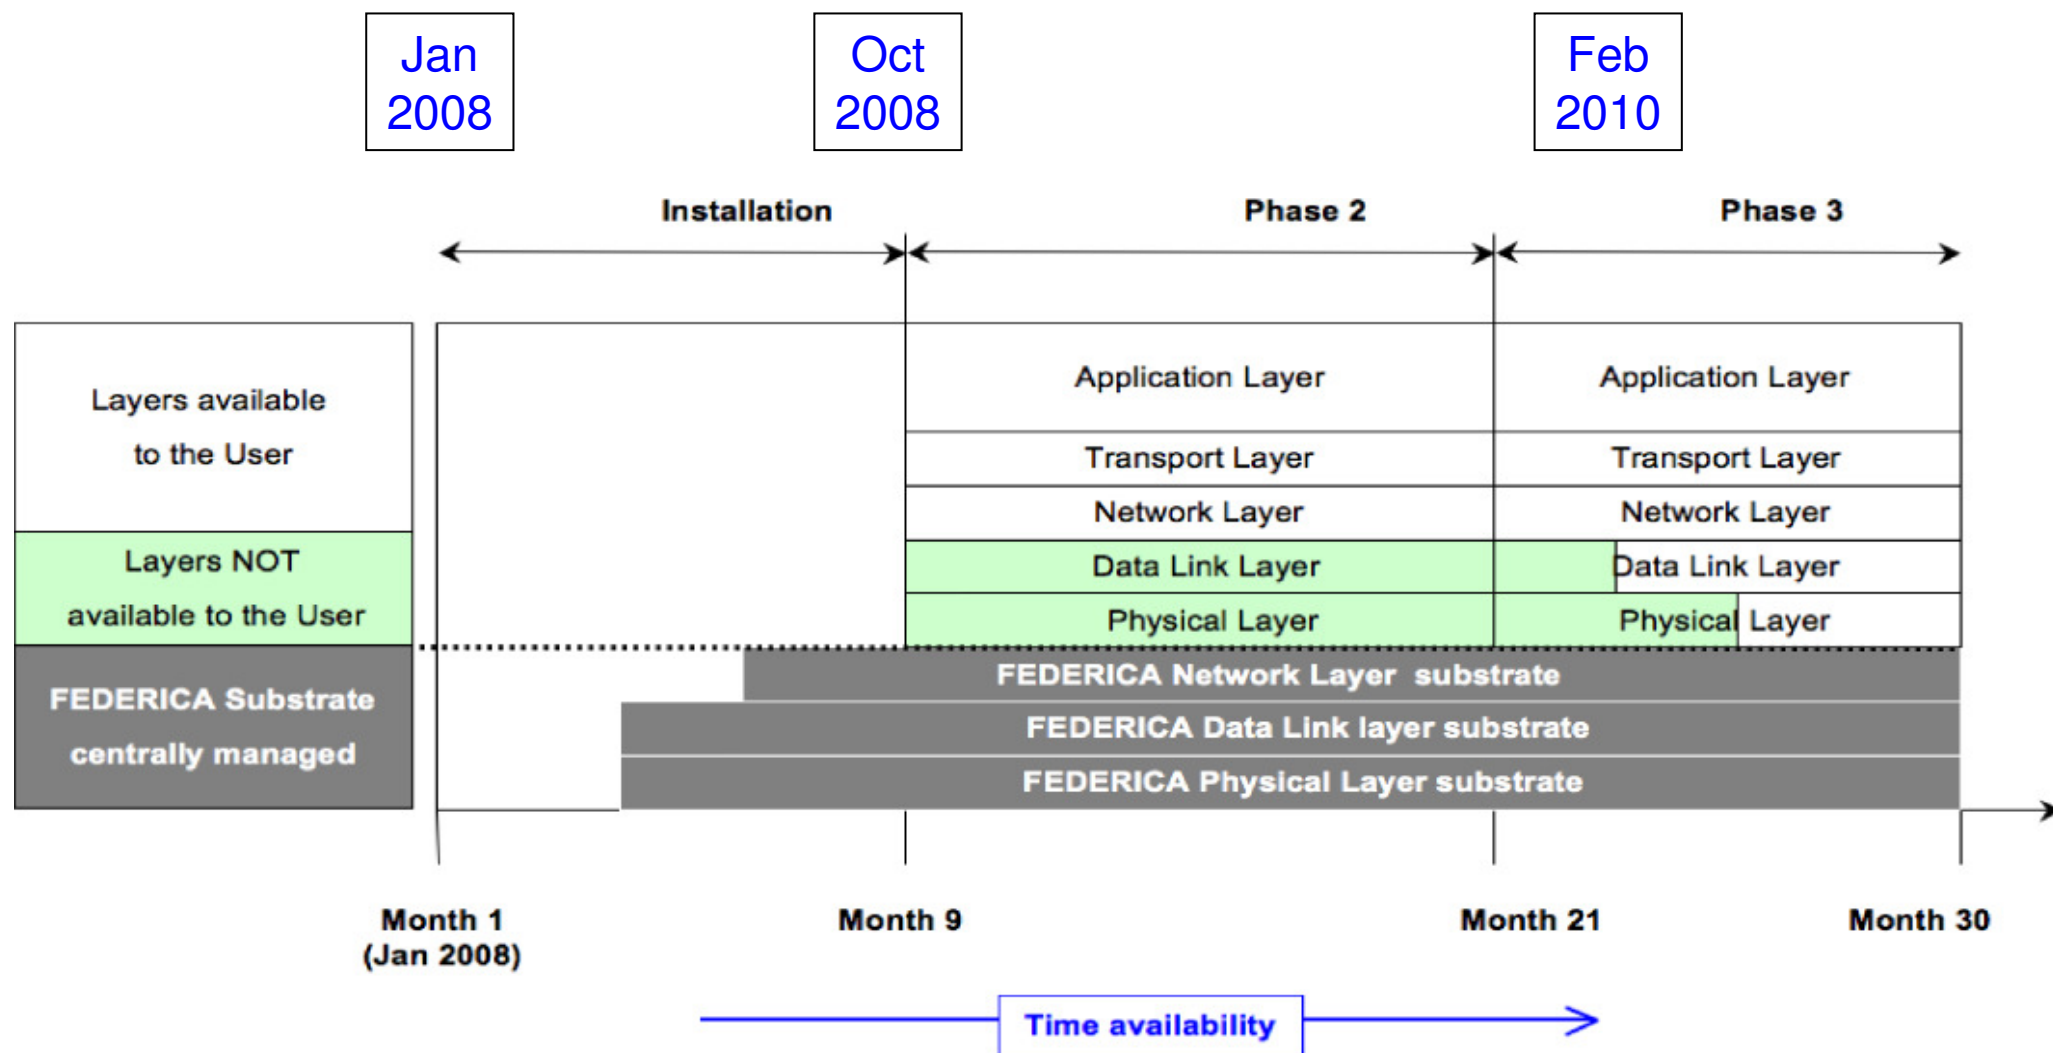 Jan
2008
Oct
2008
Feb
2010
Installation
Phase 2
Phase 3
Layers available
to the User
Layers NOT
available to the User
FEDERICA Substrate
centrally managed
Application Layer
Application Layer
Transport Layer
Transport Layer
Network Layer
Network Layer
Data Link Layer
Data Link Layer
Physical Layer
Physical Layer
FEDERICA Network Layer substrate
FEDERICA Data Link layer substrate
FEDERICA Physical Layer substrate
Month 1
(Jan 2008)
Month 9
Month 21
Month 30
Time availability